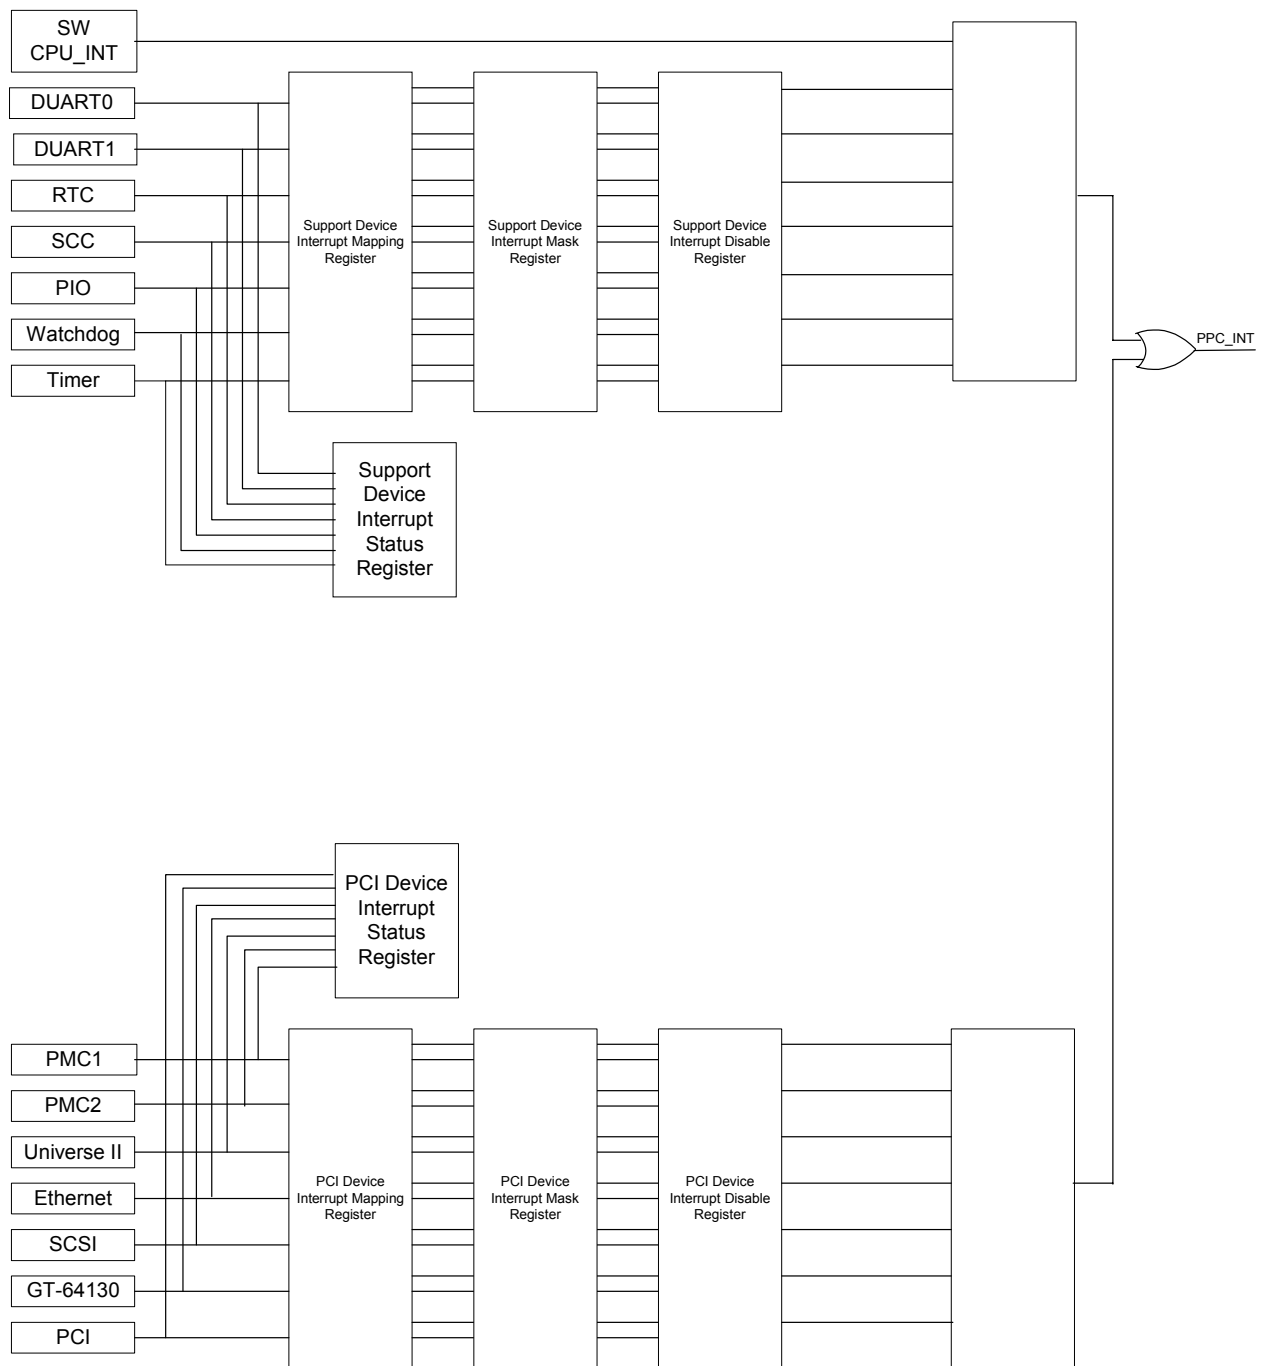 SW
CPU_INT
DUART0
DUART1
RTC
SCC
PIO
Watchdog
Timer
Support Device
Interrupt Mapping
Register
Support Device
Interrupt Mask
Register
Support Device
Interrupt Disable
Register
PPC_INT
Support
Device
Interrupt
Status
Register
PCI Device
Interrupt
Status
Register
PMC1
PMC2
Universe II
Ethernet
SCSI
GT-64130
PCI
PCI Device
Interrupt Mapping
Register
PCI Device
Interrupt Mask
Register
PCI Device
Interrupt Disable
Register